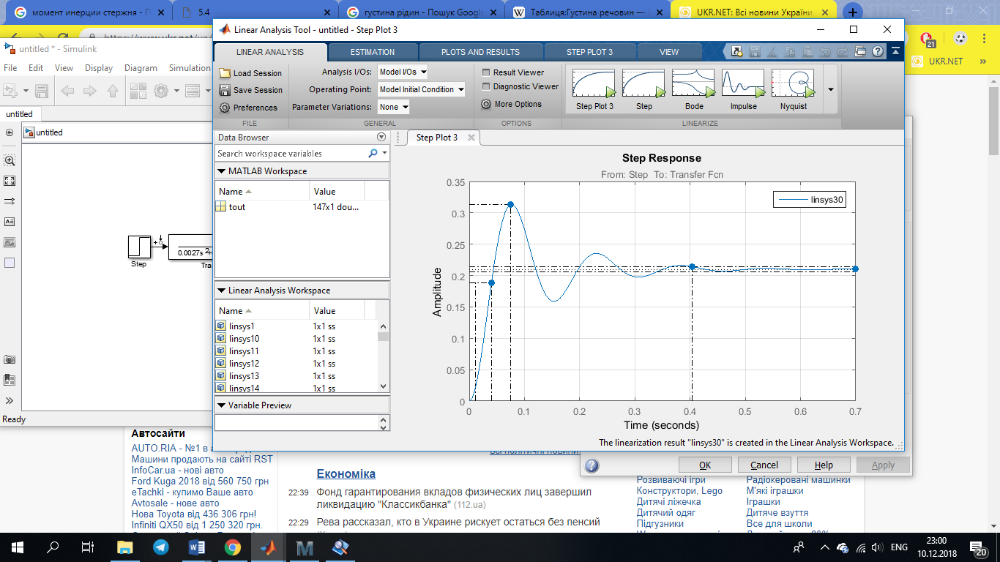 момент инерции стержня - П
5.4
густина рідин - Пошук Googl
Таблиця:Густина речовин —
UKR.NET: Всі новини України
https://www.ukr.net/
21
UKR.NET
untitled * - Simulink
File Edit View Display Diagram Simulation
untitled
untitled
Step
0.0027s
Ready
Linear Analysis Tool - untitled - Step Plot 3
LINEAR ANALYSIS
ESTIMATION
PLOTS AND RESULTS
STEP PLOT 3
VIEW
Load Session
Save Session
Preferences
FILE
Analysis I/Os: Model I/Os
Operating Point: Model Initial Condition
Parameter Variations: None
GENERAL
Result Viewer
Diagnostic Viewer
More Options
OPTIONS
Step Plot 3
Step
Bode
Impulse
Nyquist
LINEARIZE
Data Browser
Search workspace variables
MATLAB Workspace
Name Value
tout 147x1 dou...
Linear Analysis Workspace
Name Value
linsys1 1x1 ss
linsys10 1x1 ss
linsys11 1x1 ss
linsys12 1x1 ss
linsys13 1x1 ss
linsys14 1x1 ss
Variable Preview
Step Plot 3
Step Response
From: Step To: Transfer Fcn
linsys30
0.35
0.3
0.25
0.2
0.15
0.1
0.05
0
Amplitude
0 0.1 0.2 0.3 0.4 0.5 0.6 0.7
Time (seconds)
The linearization result "linsys30" is created in the Linear Analysis Workspace.
OK
Cancel
Help
Apply
Автосайти
AUTO.RIA - №1 в а
Машини продають на сайті RST
InfoCar.ua - нові авто
Ford Kuga 2018 від 560 750 грн
eTachki - купимо Ваше авто
Avtosale - нове авто
Нова Toyota від 436 306 грн!
Infiniti QX50 від 1 250 320 грн.
Економіка
22:39 Фонд гарантирования вкладов физических лиц завершил
ликвидацию "Классикбанка" (112.ua)
22:29 Рева рассказал, кто в Украине рискует остаться без пенсий
Розвиваючі ігри
Конструктори, Lego
Дитячі ліжечка
Дитячий одяг
Підгузники
Радіокеровані машинки
М'які іграшки
Іграшки
Дитяче взуття
Все для школи
ENG
23:00
10.12.2018
20